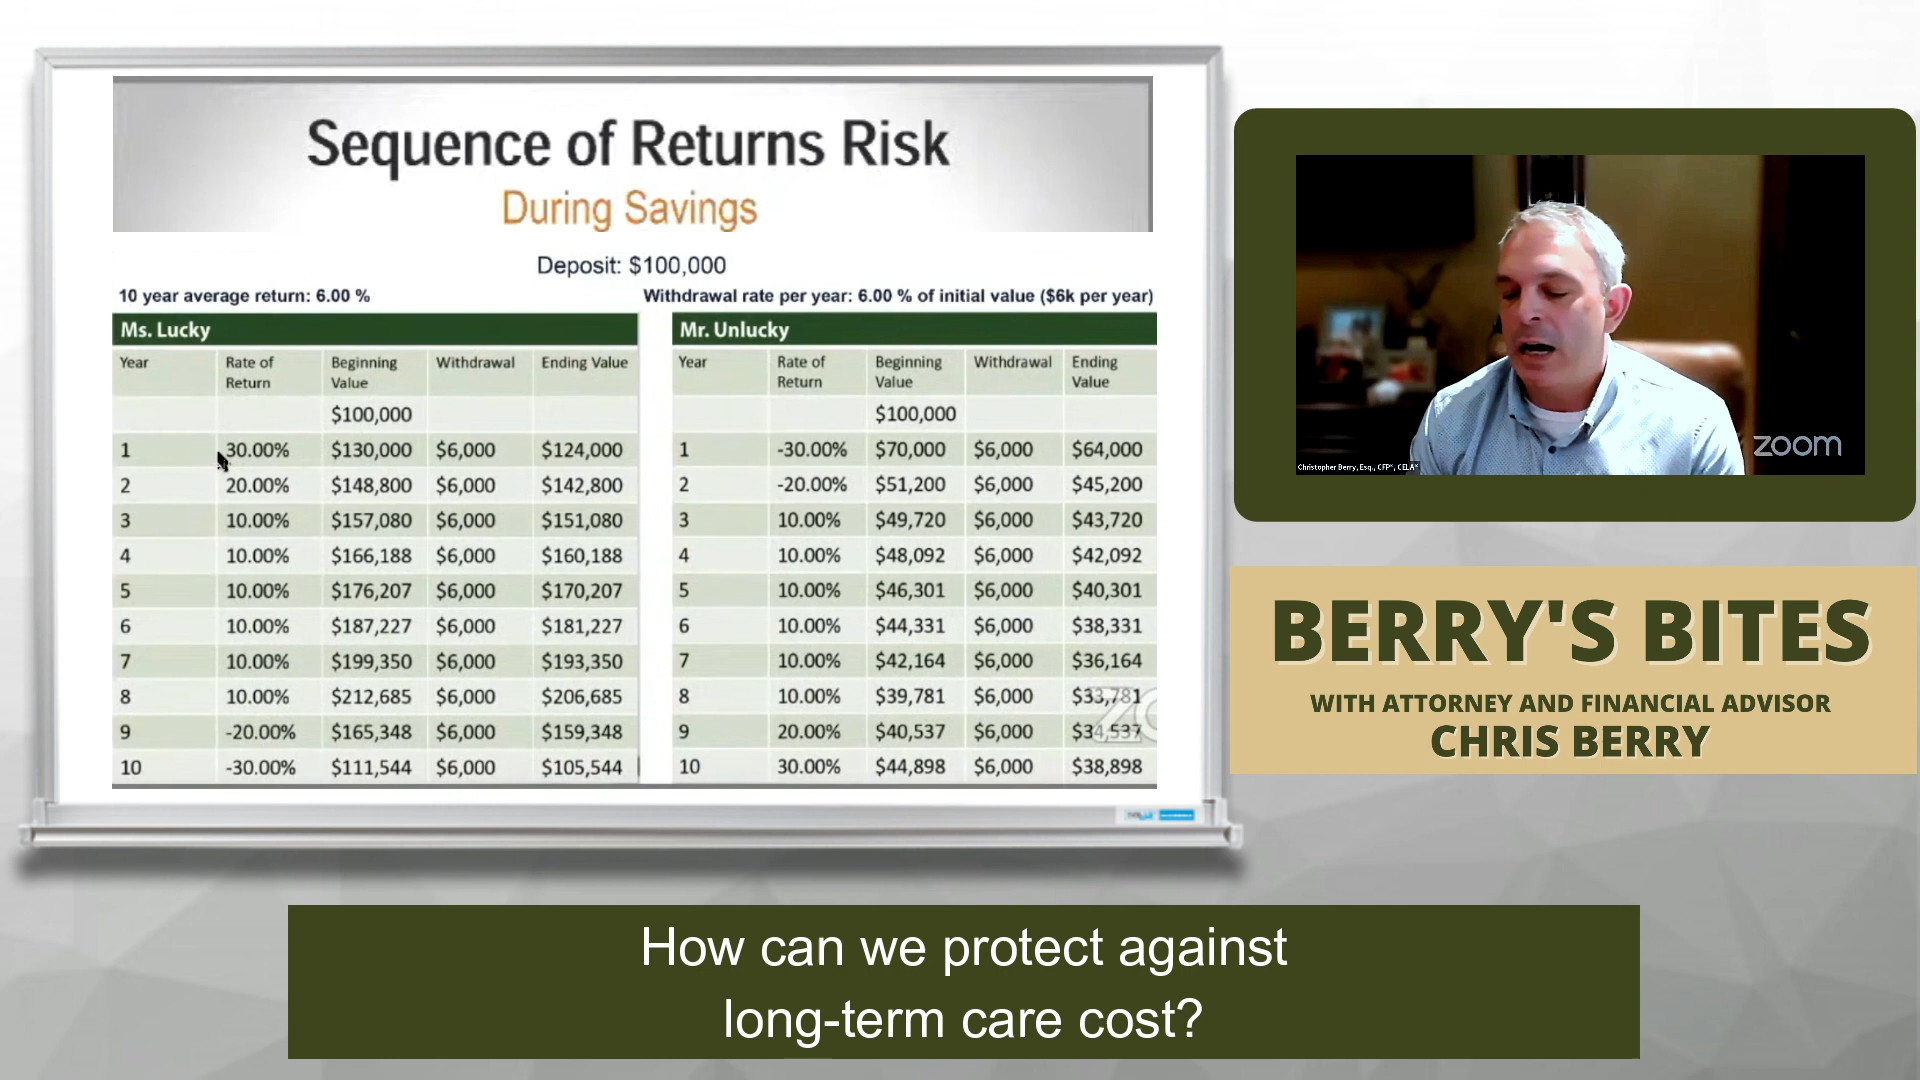 Sequence of Returns Risk
During Savings
Deposit: $100,000
10 year average return: 6.00 %
Withdrawal rate per year: 6.00 % of initial value ($6k per year)
Ms. Lucky
Year Rate of Return Beginning Value Withdrawal Ending Value
$100,000
1 30.00% $130,000 $6,000 $124,000
2 20.00% $148,800 $6,000 $142,800
3 10.00% $157,080 $6,000 $151,080
4 10.00% $166,188 $6,000 $160,188
5 10.00% $176,207 $6,000 $170,207
6 10.00% $187,227 $6,000 $181,227
7 10.00% $199,350 $6,000 $193,350
8 10.00% $212,685 $6,000 $206,685
9 -20.00% $165,348 $6,000 $159,348
10 -30.00% $111,544 $6,000 $105,544
Mr. Unlucky
Year Rate of Return Beginning Value Withdrawal Ending Value
$100,000
1 -30.00% $70,000 $6,000 $64,000
2 -20.00% $51,200 $6,000 $45,200
3 10.00% $49,720 $6,000 $43,720
4 10.00% $48,092 $6,000 $42,092
5 10.00% $46,301 $6,000 $40,301
6 10.00% $44,331 $6,000 $38,331
7 10.00% $42,164 $6,000 $36,164
8 10.00% $39,781 $6,000 $33,781
9 20.00% $40,537 $6,000 $34,537
10 30.00% $44,898 $6,000 $38,898
zoom
Christopher Berry, Esq., CFP®, CELA®
BERRY'S BITES
WITH ATTORNEY AND FINANCIAL ADVISOR
CHRIS BERRY
How can we protect against
long-term care cost?